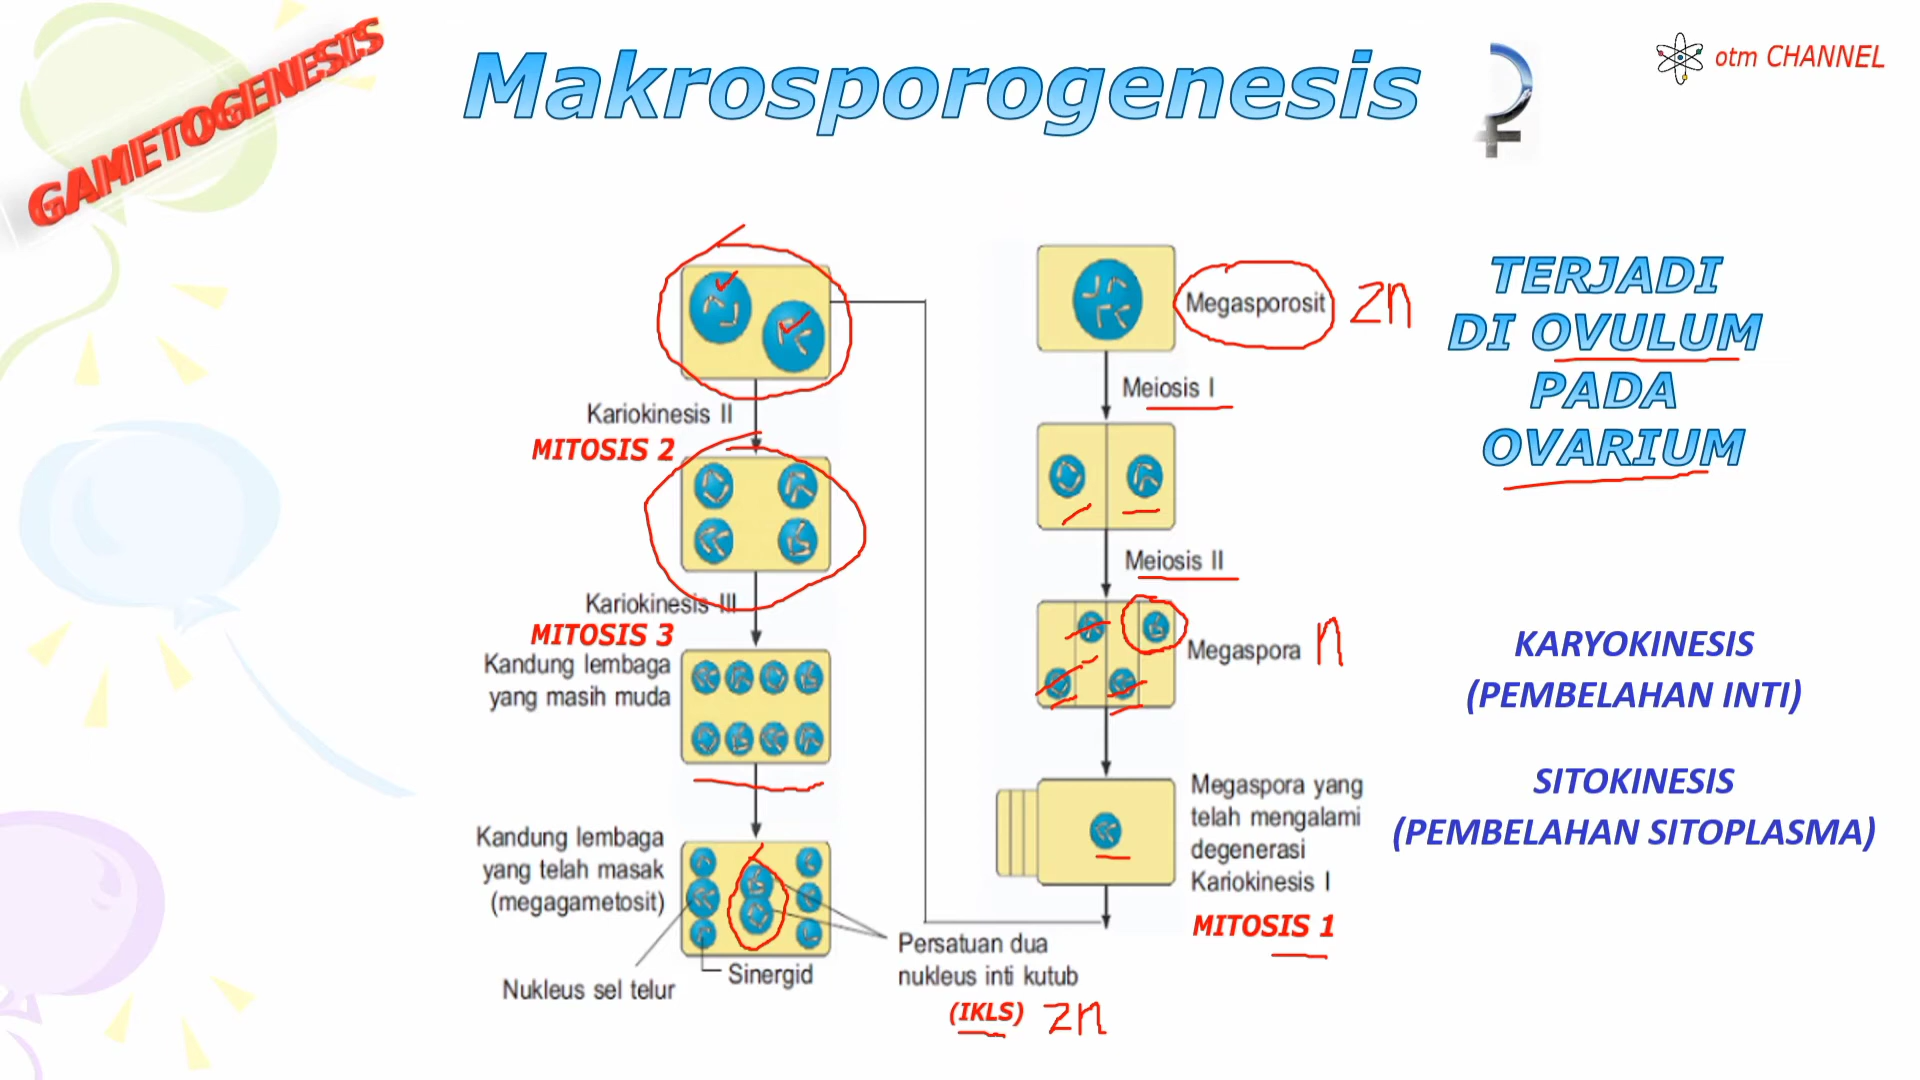 GAMETOGENESIS
Makrosporogenesis
otm CHANNEL
Kariokinesis II
MITOSIS 2
Kariokinesis III
MITOSIS 3
Kandung lembaga
yang masih muda
Kandung lembaga
yang telah masak
(megagametosit)
Nukleus sel telur
Sinergid
Persatuan dua
nukleus inti kutub
(IKLS) 2n
Megasporosit 2n
Meiosis I
Meiosis II
Megaspora n
Megaspora yang
telah mengalami
degenerasi
Kariokinesis I
MITOSIS 1
TERJADI
DI OVULUM
PADA
OVARIUM
KARYOKINESIS
(PEMBELAHAN INTI)
SITOKINESIS
(PEMBELAHAN SITOPLASMA)